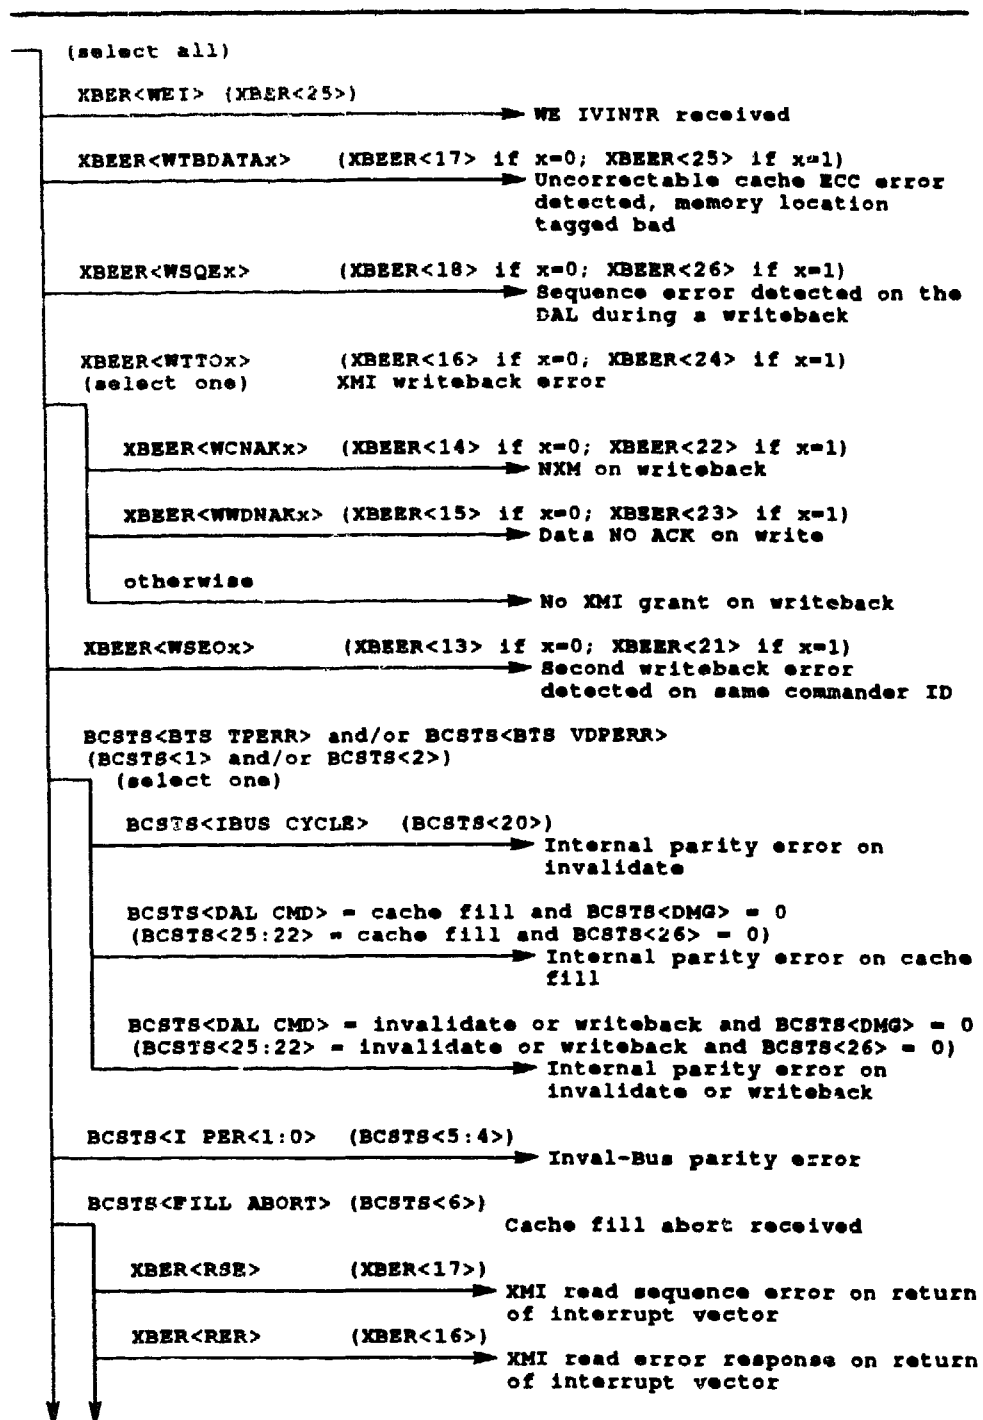 (select all)
XBER<WEI> (XBER<25>)
WE IVINTR received
XBEER<WTBDATAx> (XBEER<17> if x=0; XBEER<25> if x=1)
Uncorrectable cache ECC error
detected, memory location
tagged bad
XBEER<WSQEx> (XBEER<18> if x=0; XBEER<26> if x=1)
Sequence error detected on the
DAL during a writeback
XBEER<WTTOx> (XBEER<16> if x=0; XBEER<24> if x=1)
(select one) XMI writeback error
XBEER<WCNAKx> (XBEER<14> if x=0; XBEER<22> if x=1)
NXM on writeback
XBEER<WWDNAKx> (XBEER<15> if x=0; XBEER<23> if x=1)
Data NO ACK on write
otherwise
No XMI grant on writeback
XBEER<WSEOx> (XBEER<13> if x=0; XBEER<21> if x=1)
Second writeback error
detected on same commander ID
BCSTS<BTS TPERR> and/or BCSTS<BTS VDPERR>
(BCSTS<1> and/or BCSTS<2>)
(select one)
BCSTS<IBUS CYCLE> (BCSTS<20>)
Internal parity error on
invalidate
BCSTS<DAL CMD> = cache fill and BCSTS<DMG> = 0
(BCSTS<25:22> = cache fill and BCSTS<26> = 0)
Internal parity error on cache
fill
BCSTS<DAL CMD> = invalidate or writeback and BCSTS<DMG> = 0
(BCSTS<25:22> = invalidate or writeback and BCSTS<26> = 0)
Internal parity error on
invalidate or writeback
BCSTS<I PER<1:0> (BCSTS<5:4>)
Inval-Bus parity error
BCSTS<FILL ABORT> (BCSTS<6>)
Cache fill abort received
XBER<RSE> (XBER<17>)
XMI read sequence error on return
of interrupt vector
XBER<RER> (XBER<16>)
XMI read error response on return
of interrupt vector